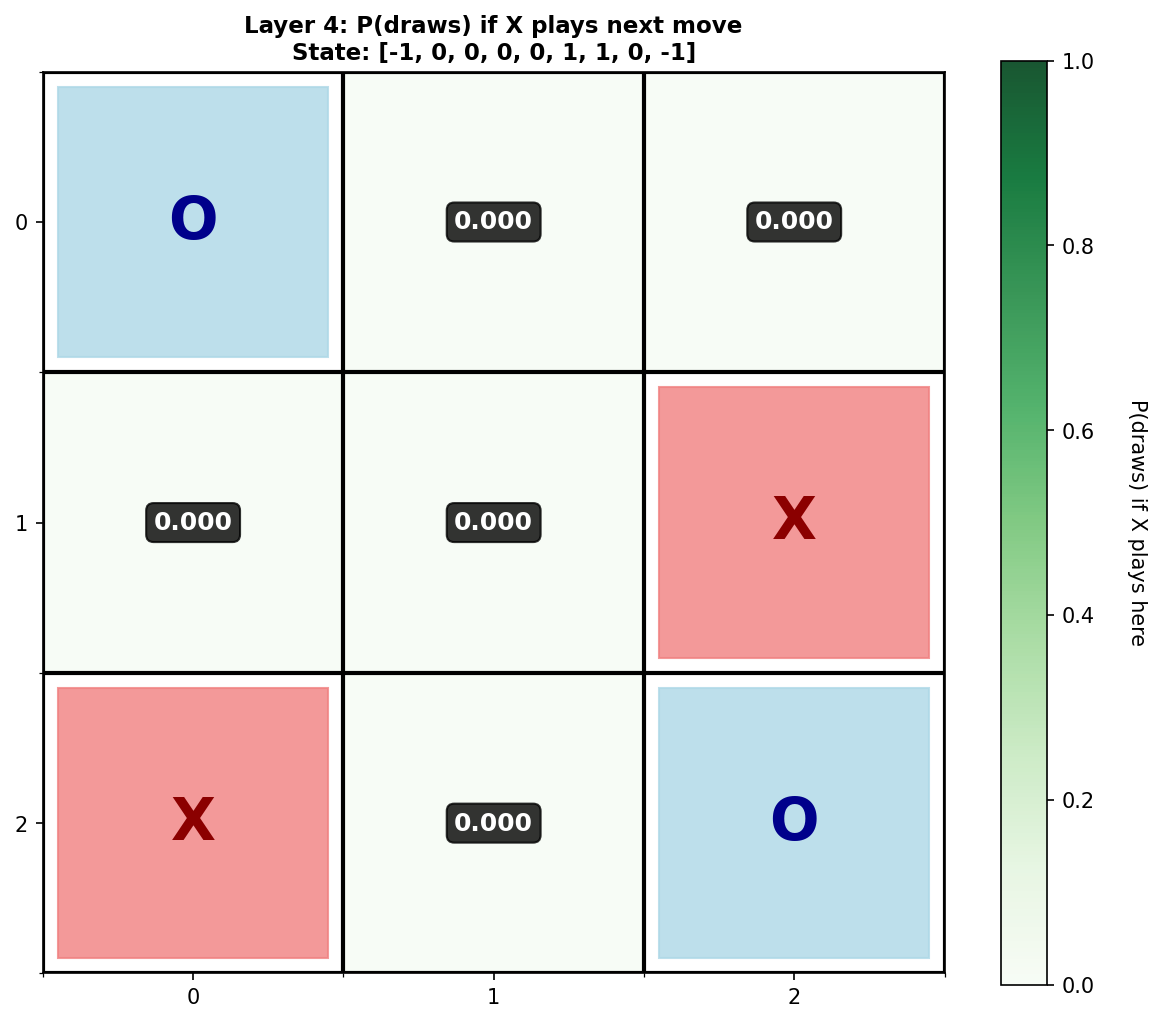 Layer 4: P(draws) if X plays next move
State: [-1, 0, 0, 0, 0, 1, 1, 0, -1]
0
O
0.000
0.000
1
0.000
0.000
X
2
X
0.000
O
0
1
2
1.0
0.8
0.6
0.4
0.2
0.0
P(draws) if X plays here